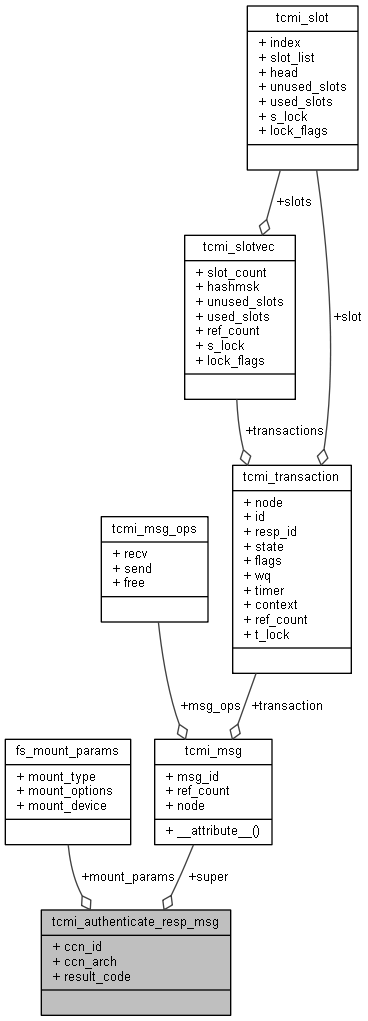 tcmi_slot
+ index
+ slot_list
+ head
+ unused_slots
+ used_slots
+ s_lock
+ lock_flags
+slots
tcmi_slotvec
+ slot_count
+ hashmsk
+ unused_slots
+ used_slots
+ ref_count
+ s_lock
+ lock_flags
+slot
+transactions
tcmi_transaction
+ node
+ id
+ resp_id
+ state
+ flags
+ wq
+ timer
+ context
+ ref_count
+ t_lock
tcmi_msg_ops
+ recv
+ send
+ free
+msg_ops
+transaction
fs_mount_params
+ mount_type
+ mount_options
+ mount_device
tcmi_msg
+ msg_id
+ ref_count
+ node
+ __attribute__()
+mount_params
+super
tcmi_authenticate_resp_msg
+ ccn_id
+ ccn_arch
+ result_code